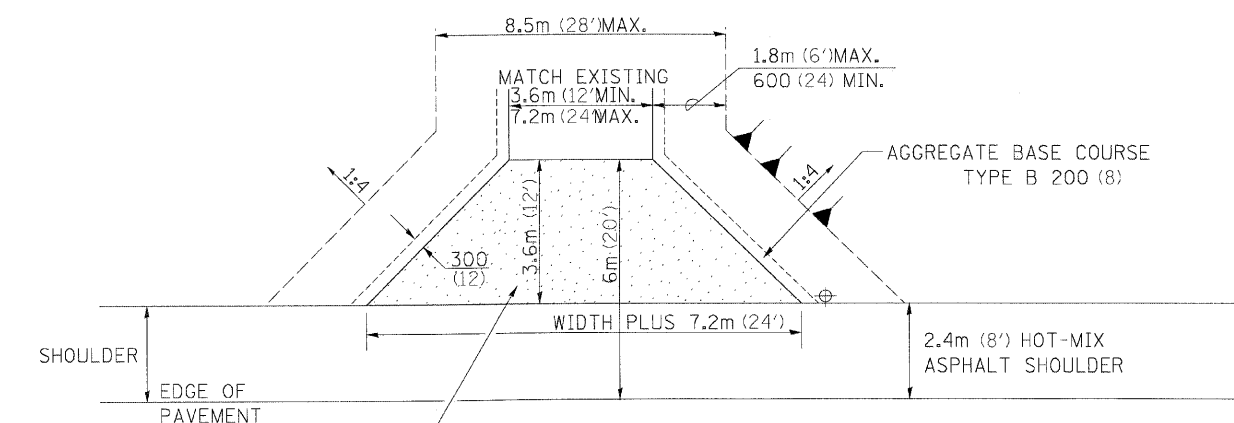 8.5m (28')MAX.
1.8m (6')MAX.
600 (24) MIN.
MATCH EXISTING
3.6m (12'MIN.
7.2m (24'MAX.
AGGREGATE BASE COURSE
TYPE B 200 (8)
1:4
1:4
3.6m (12')
6m (20')
300
(12)
WIDTH PLUS 7.2m (24')
SHOULDER
2.4m (8') HOT-MIX
ASPHALT SHOULDER
EDGE OF
PAVEMENT